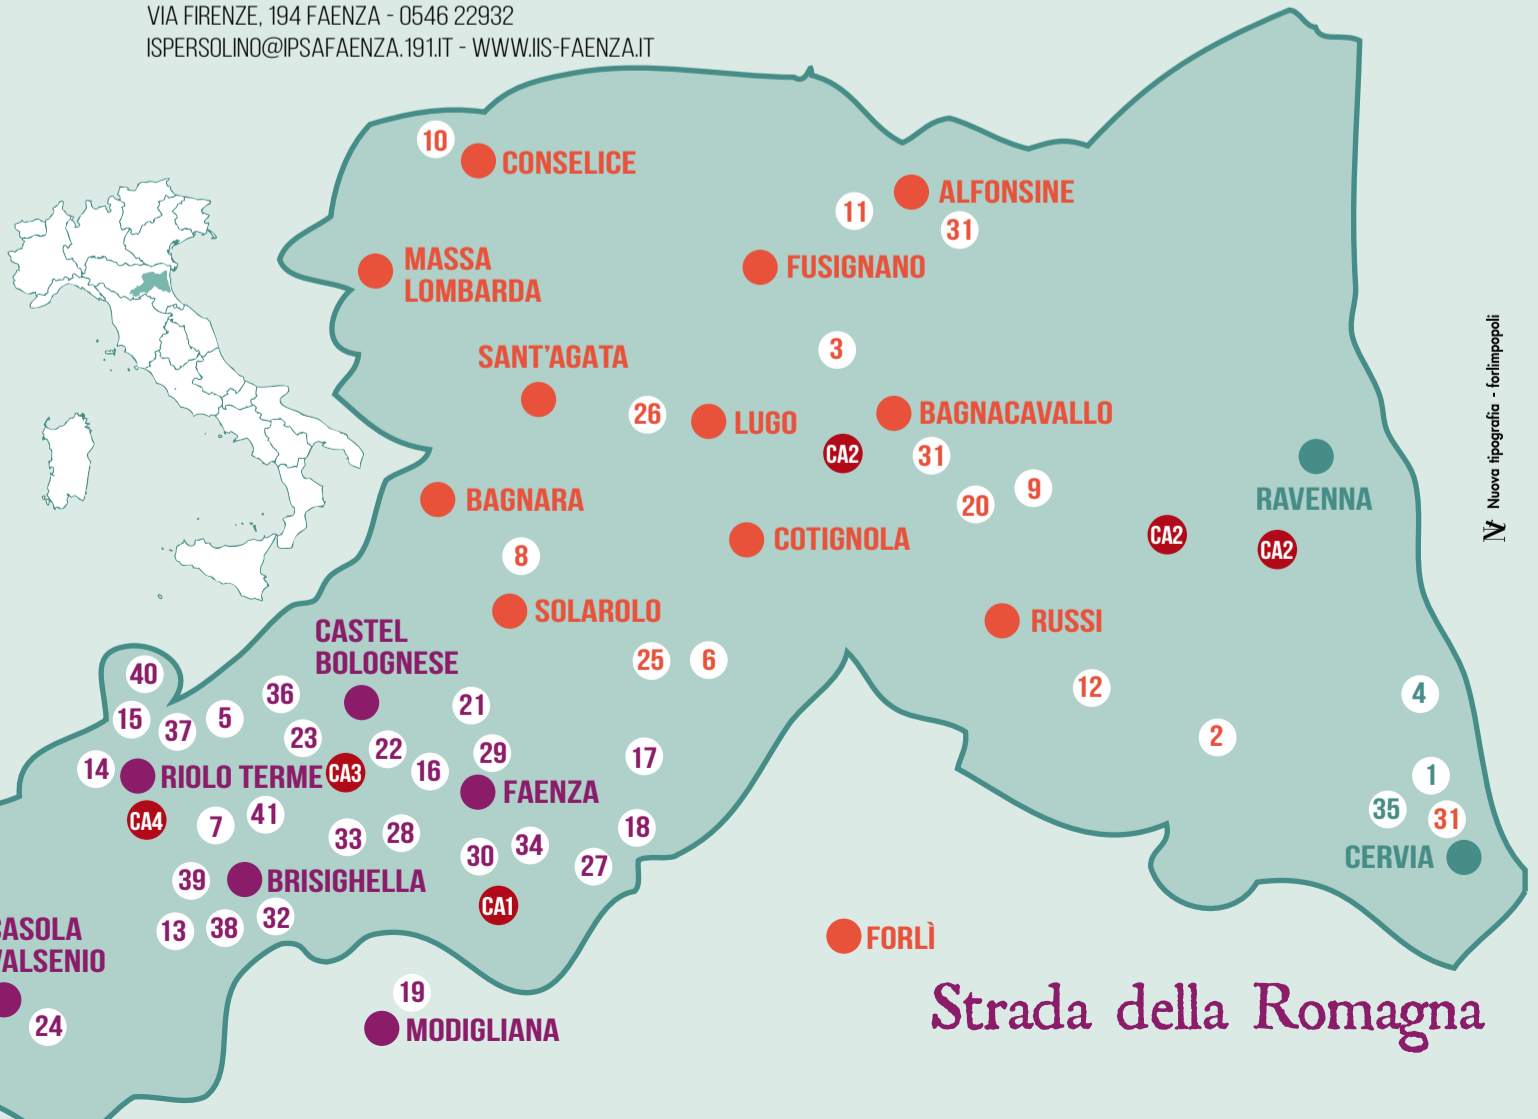 VIA FIRENZE, 194 FAENZA - 0546 22932
ISPERSOLINO@IPSAFAENZA.191.IT - WWW.IIS-FAENZA.IT
10
CONSELICE
ALFONSINE
11
31
MASSA
LOMBARDA
FUSIGNANO
3
SANT'AGATA
26
LUGO
BAGNACAVALLO
CA2
31
BAGNARA
20
9
RAVENNA
COTIGNOLA
CA2
CA2
8
SOLAROLO
RUSSI
CASTEL
BOLOGNESE
25
6
40
36
12
4
15
37
5
21
23
22
29
17
2
14
RIOLO TERME
CA3
16
FAENZA
1
CA4
7
41
33
28
18
35
31
30
34
27
CERVIA
39
BRISIGHELLA
CA1
13
38
32
CASOLA
VALSENIO
FORLÌ
24
19
MODIGLIANA
Strada della Romagna
Nuova tipografia - forlimpopoli